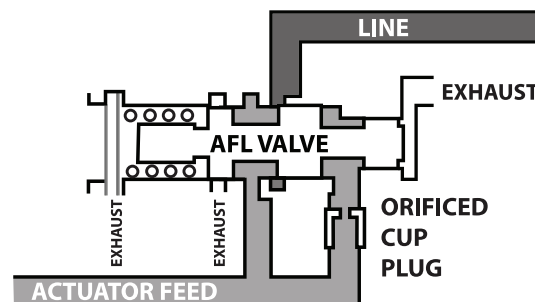 LINE
EXHAUST
AFL VALVE
EXHAUST
EXHAUST
ORIFICED
CUP
PLUG
ACTUATOR FEED